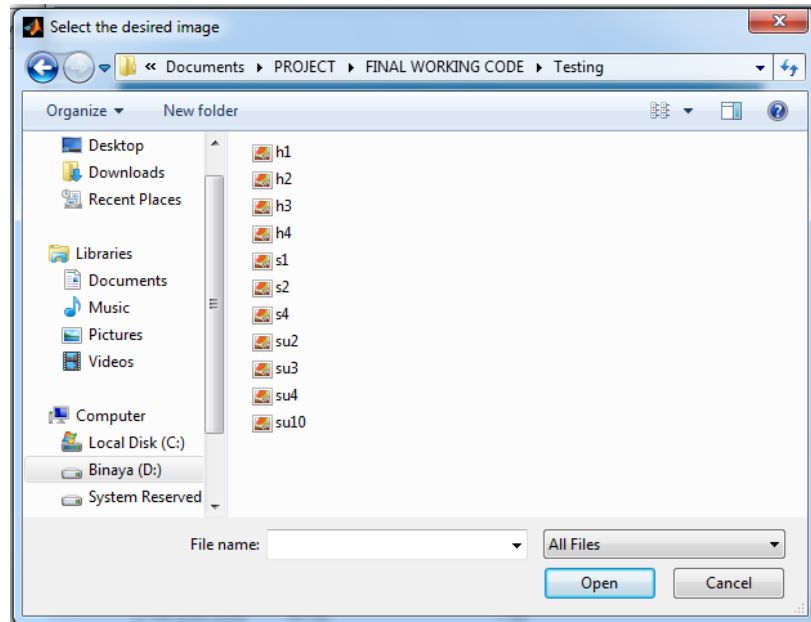 Select the desired image
« Documents ▸ PROJECT ▸ FINAL WORKING CODE ▸ Testing
Organize New folder
Desktop
Downloads
Recent Places
Libraries
Documents
Music
Pictures
Videos
Computer
Local Disk (C:)
Binaya (D:)
System Reserved
h1
h2
h3
h4
s1
s2
s4
su2
su3
su4
su10
File name:
All Files
Open Cancel